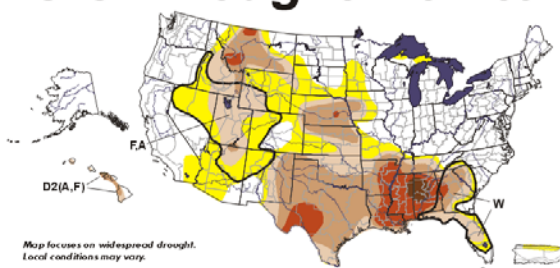 F,A
D2(A,F)
W
Map focuses on widespread drought.
Local conditions may vary.